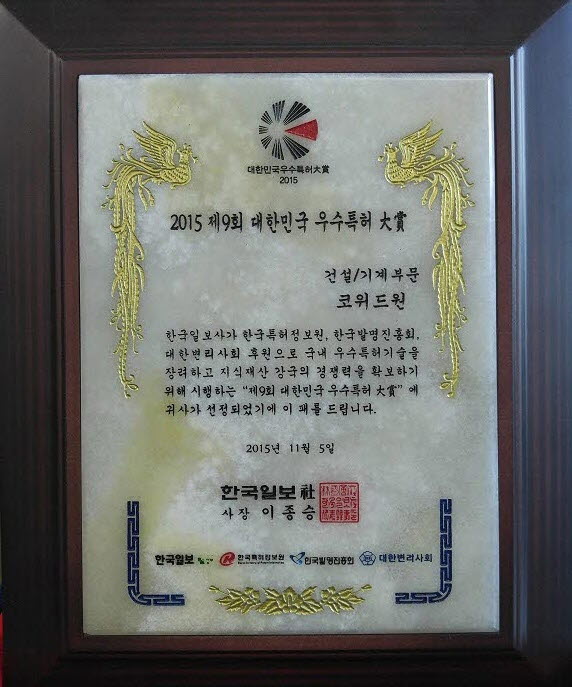 대한민국우수특허大賞
2015
2015 제9회 대한민국 우수특허 大賞
건설/기계부문
코위드원
한국일보사가 한국특허정보원, 한국발명진흥회,
대한변리사회 후원으로 국내 우수특허기술을
장려하고 지식재산 강국의 경쟁력을 확보하기
위해 시행하는 "제9회 대한민국 우수특허 大賞" 에
귀사가 선정되었기에 이 패를 드립니다.
2015년 11월 5일
한국일보社
사장 이종승
한국일보 한국특허정보원 한국발명진흥회 대한변리사회